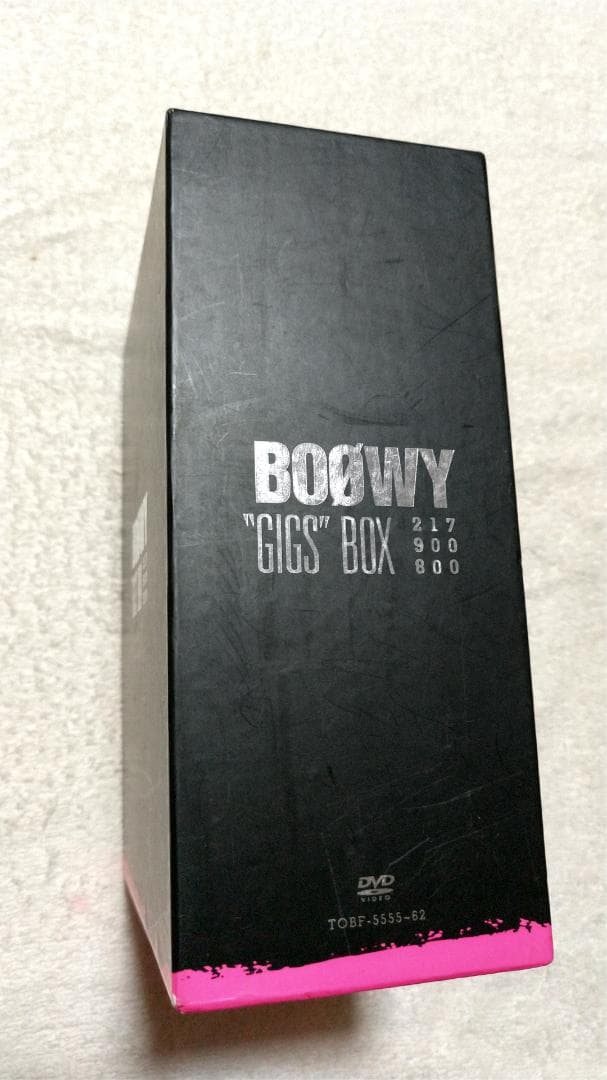 BOØWY
"GIGS" BOX
217
900
800
DVD
VIDEO
TOBF-5555~62